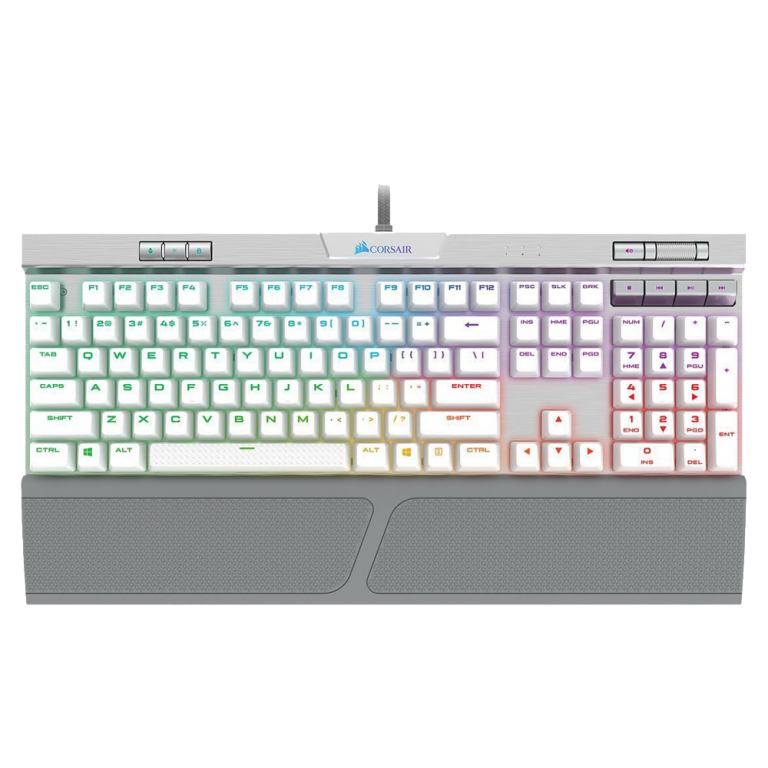 CORSAIR
ESC F1 F2 F3 F4 F5 F6 F7 F8 F9 F10 F11 F12 PSC SLK BRK
1! 2@ 3# 4$ 5% 6^ 7& 8* 9( 0) -- =+ INS HME PGU NUM / * -
TAB Q W E R T Y U I O P [{ ]} \| DEL END PGD 7 HME 8 9 PGU +
CAPS A S D F G H J K L ;: '" ENTER 4 5 6
SHIFT Z X C V B N M <, .> /? SHIFT 1 END 2 3 PGD ENT
CTRL ALT ALT CTRL 0 INS . DEL